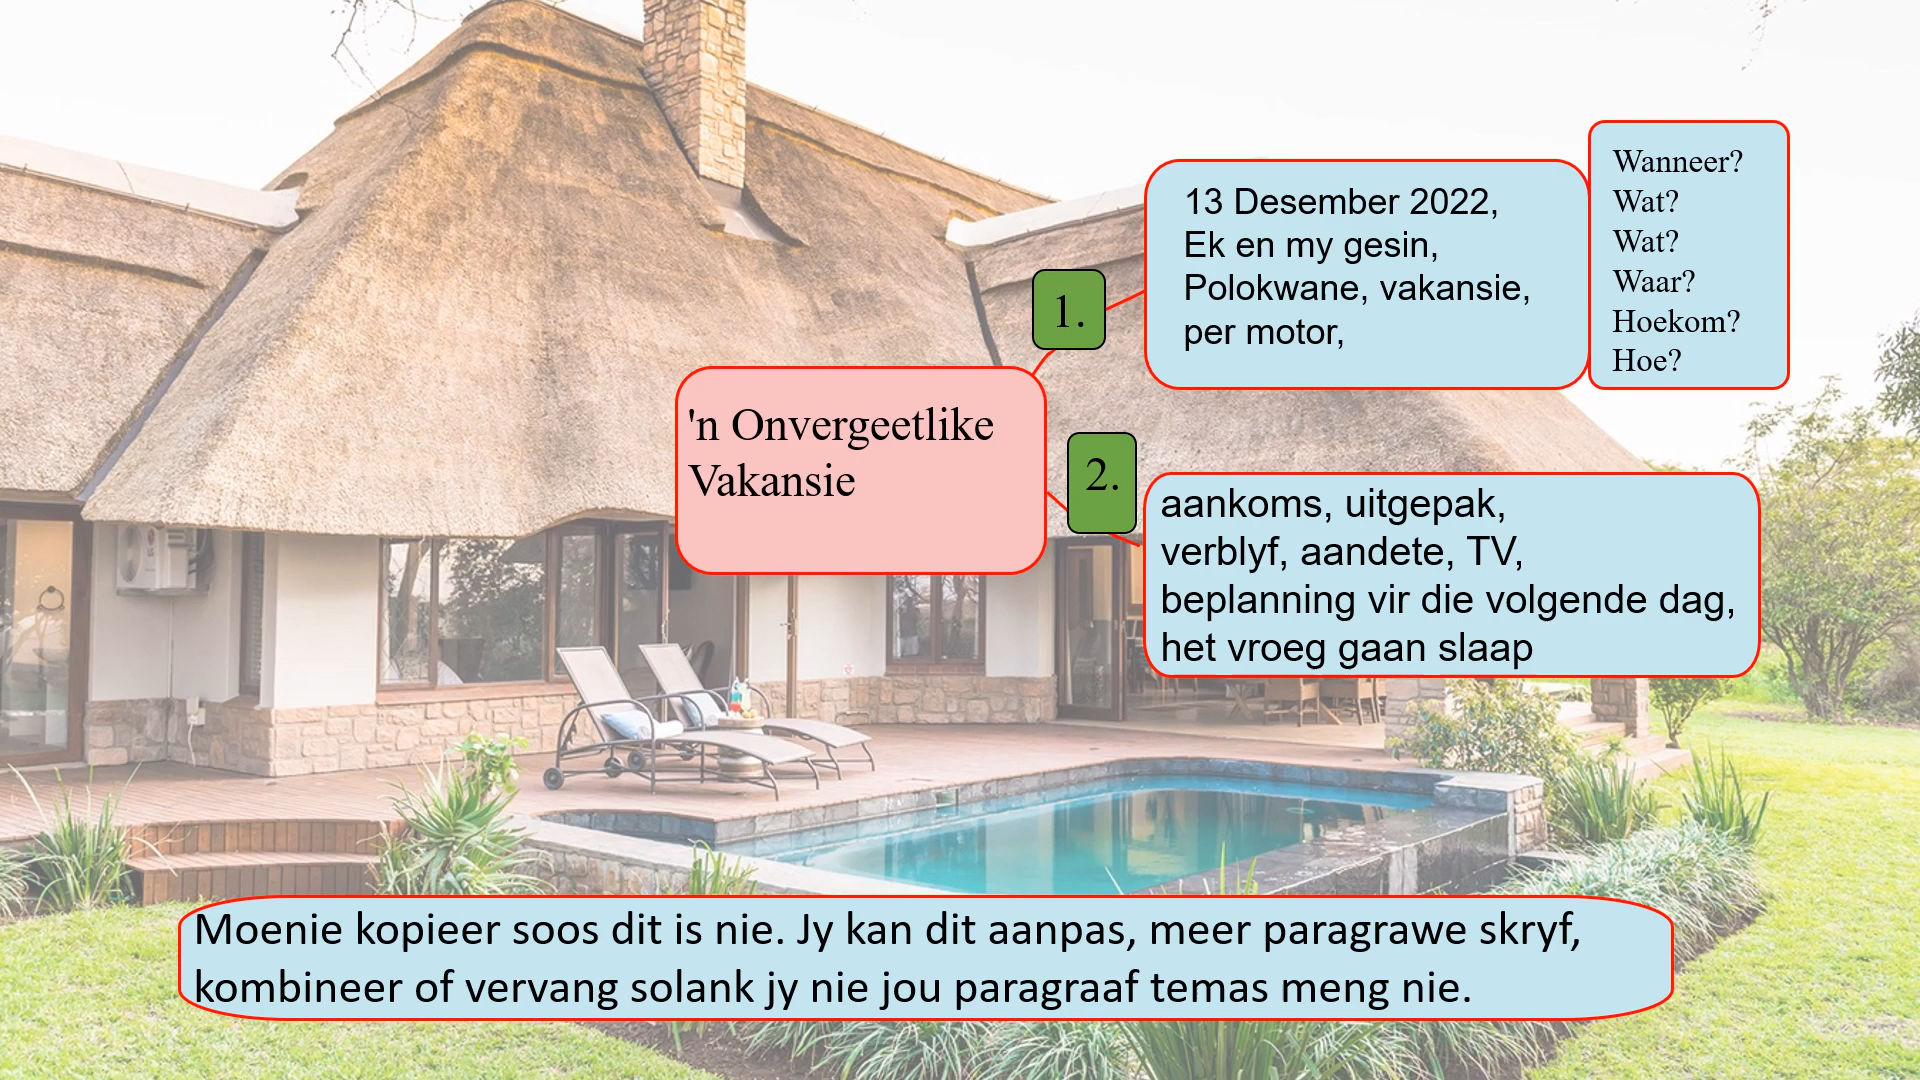 'n Onvergeetlike
Vakansie
1.
13 Desember 2022,
Ek en my gesin,
Polokwane, vakansie,
per motor,
Wanneer?
Wat?
Wat?
Waar?
Hoekom?
Hoe?
2.
aankoms, uitgepak,
verblyf, aandete, TV,
beplanning vir die volgende dag,
het vroeg gaan slaap
Moenie kopieer soos dit is nie. Jy kan dit aanpas, meer paragrawe skryf,
kombineer of vervang solank jy nie jou paragraaf temas meng nie.